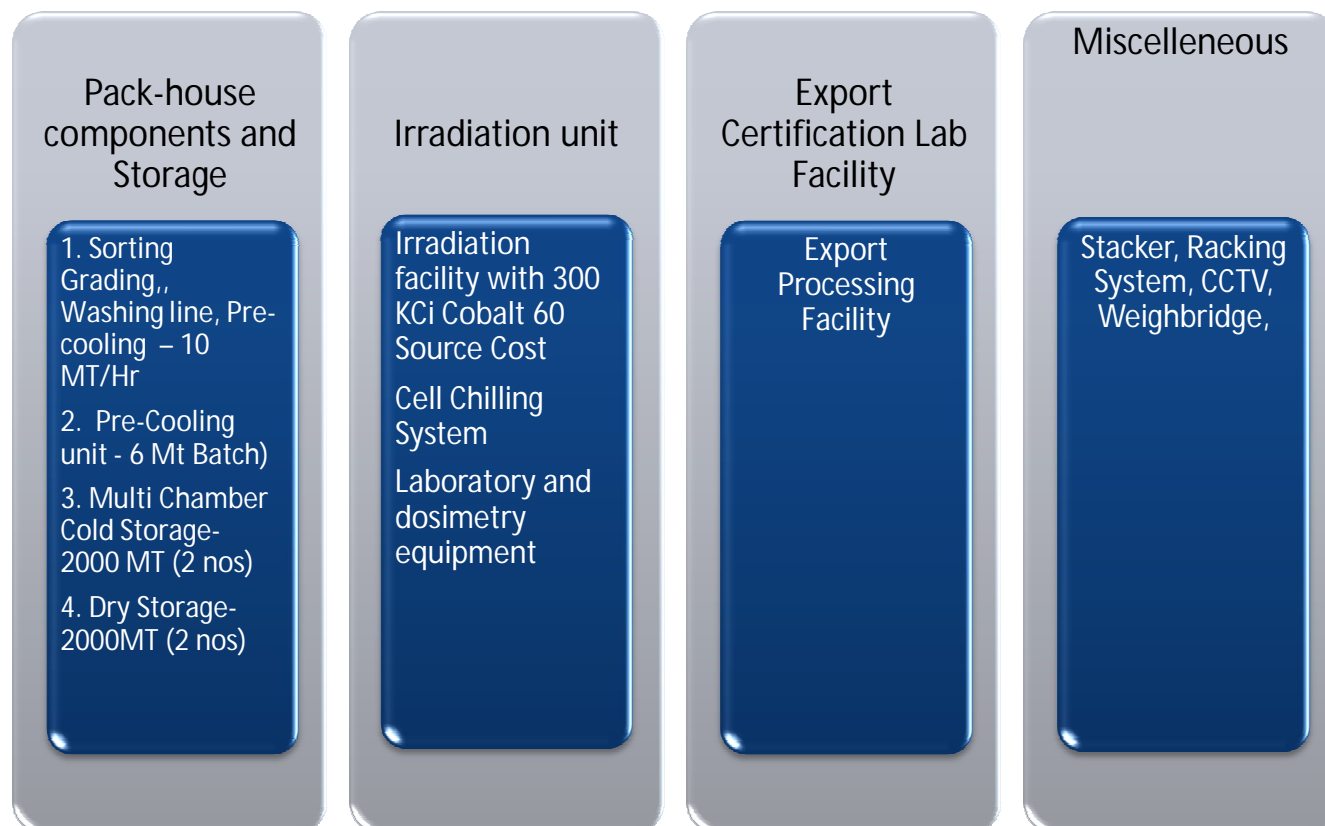 Pack-house
components and
Storage
1. Sorting
Grading,,
Washing line, Pre-
cooling – 10
MT/Hr
2. Pre-Cooling
unit - 6 Mt Batch)
3. Multi Chamber
Cold Storage-
2000 MT (2 nos)
4. Dry Storage-
2000MT (2 nos)
Irradiation unit
Irradiation
facility with 300
KCi Cobalt 60
Source Cost
Cell Chilling
System
Laboratory and
dosimetry
equipment
Export
Certification Lab
Facility
Export
Processing
Facility
Miscelleneous
Stacker, Racking
System, CCTV,
Weighbridge,